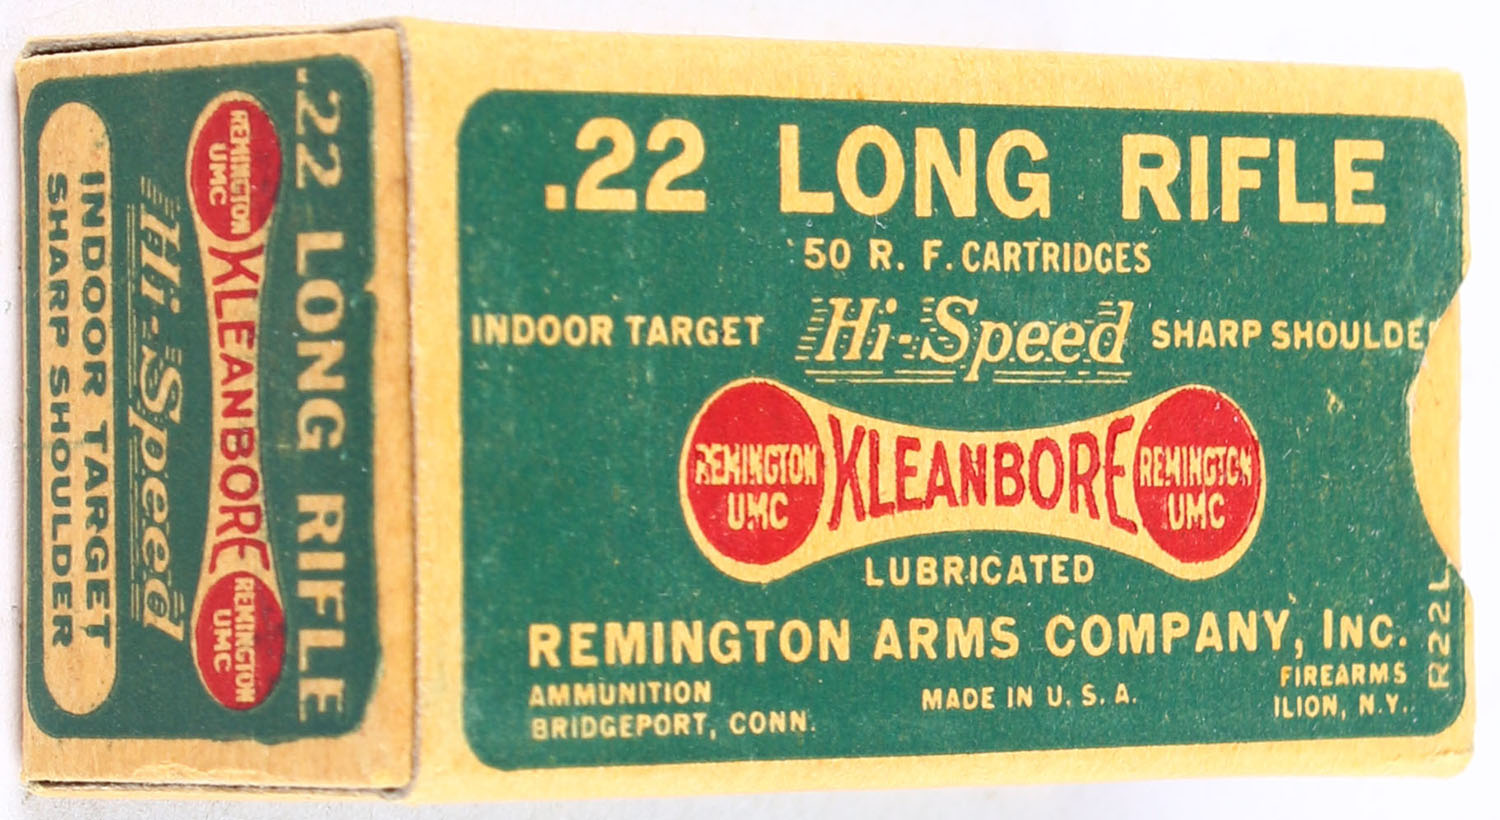 .22 LONG RIFLE
50 R. F. CARTRIDGES
INDOOR TARGET Hi-Speed SHARP SHOULDE
REMINGTON UMC KLEANBORE REMINGTON UMC
LUBRICATED
REMINGTON ARMS COMPANY, INC.
AMMUNITION
BRIDGEPORT, CONN.
MADE IN U. S. A.
FIREARMS
ILION, N.Y.
R22L
.22 LONG RIFLE
REMINGTON UMC KLEANBORE REMINGTON UMC
Hi-Speed
INDOOR TARGET
SHARP SHOULDER